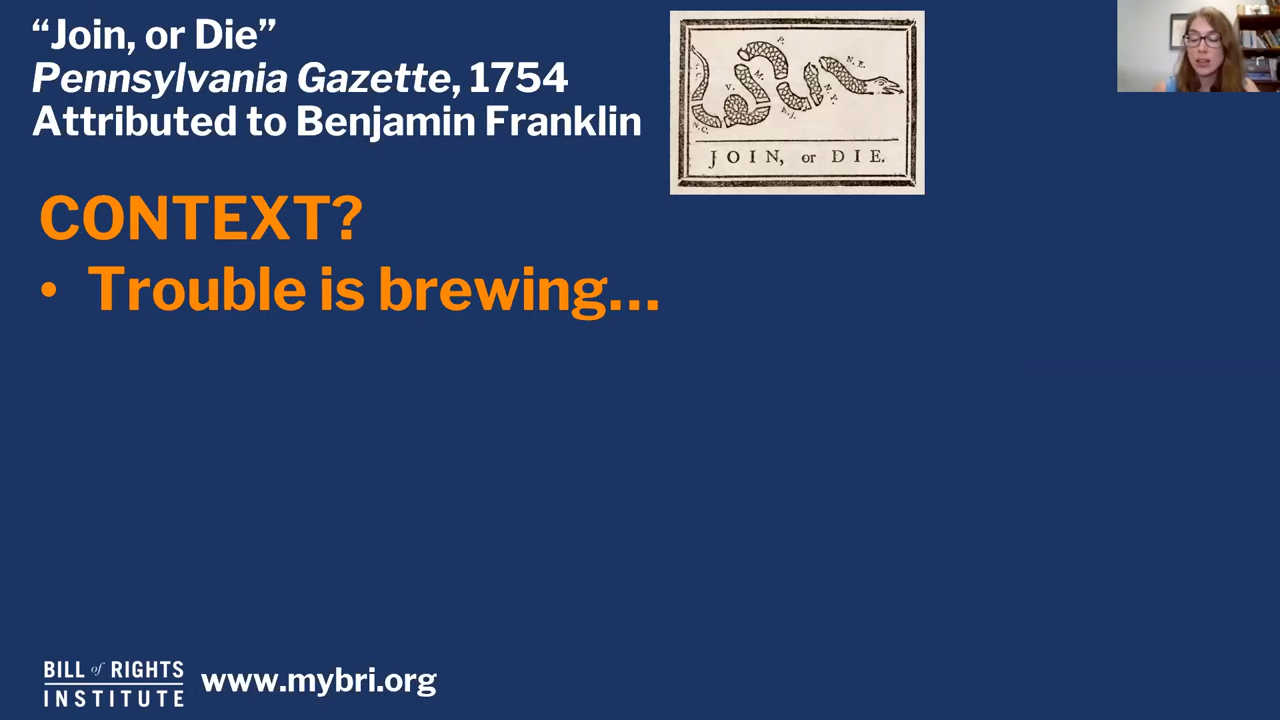 “Join, or Die”
Pennsylvania Gazette, 1754
Attributed to Benjamin Franklin
P.
N. E.
M.
V.
N. Y.
N. J.
N. C.
JOIN, or DIE.
CONTEXT?
• Trouble is brewing...
BILL of RIGHTS
INSTITUTE
www.mybri.org